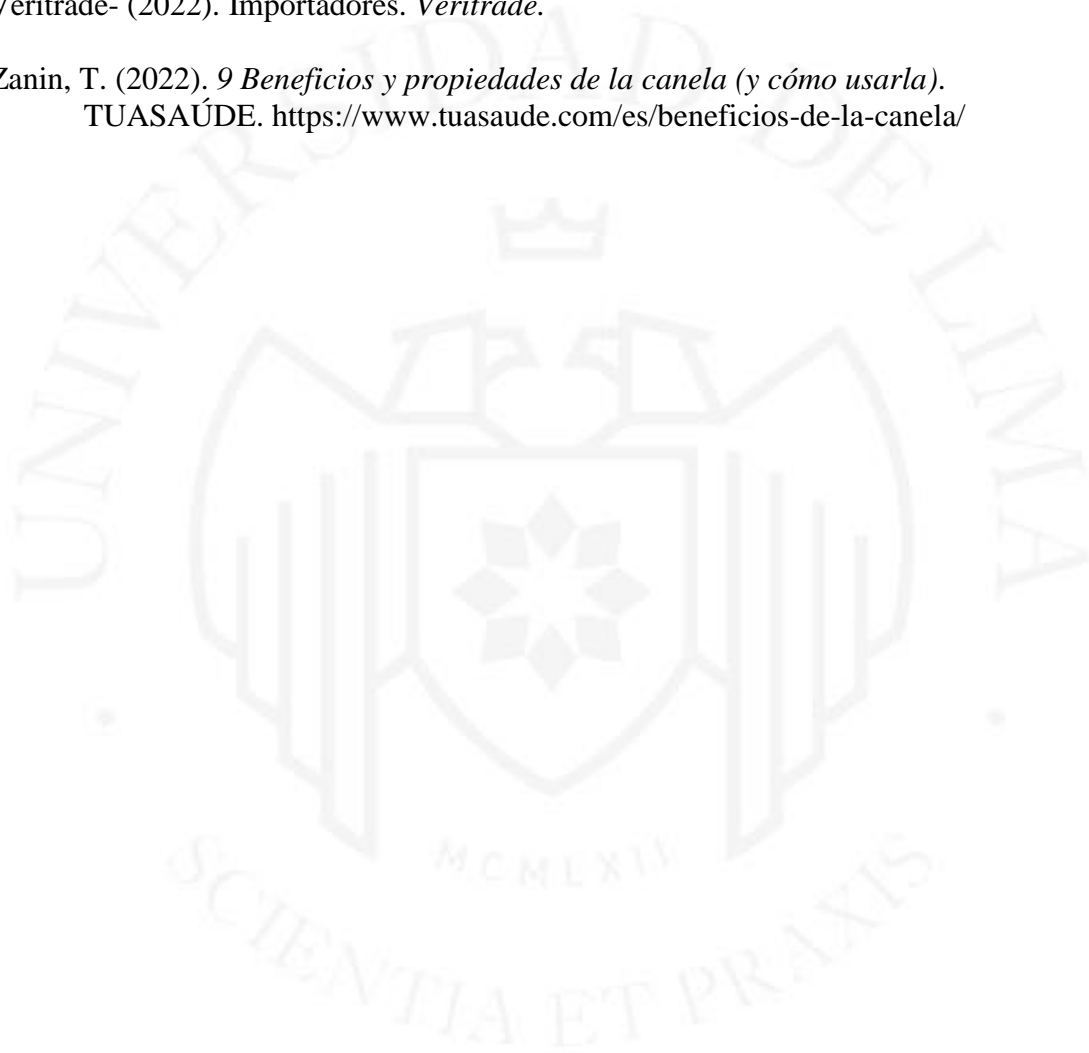 Veritrade- (2022). Importadores. Veritrade.
Zanin, T. (2022). 9 Beneficios y propiedades de la canela (y cómo usarla).
TUASAÚDE. https://www.tuasaude.com/es/beneficios-de-la-canela/
UNIVERSIDAD DE LIMA
MCMLXII
SCIENTIA ET PRAXIS